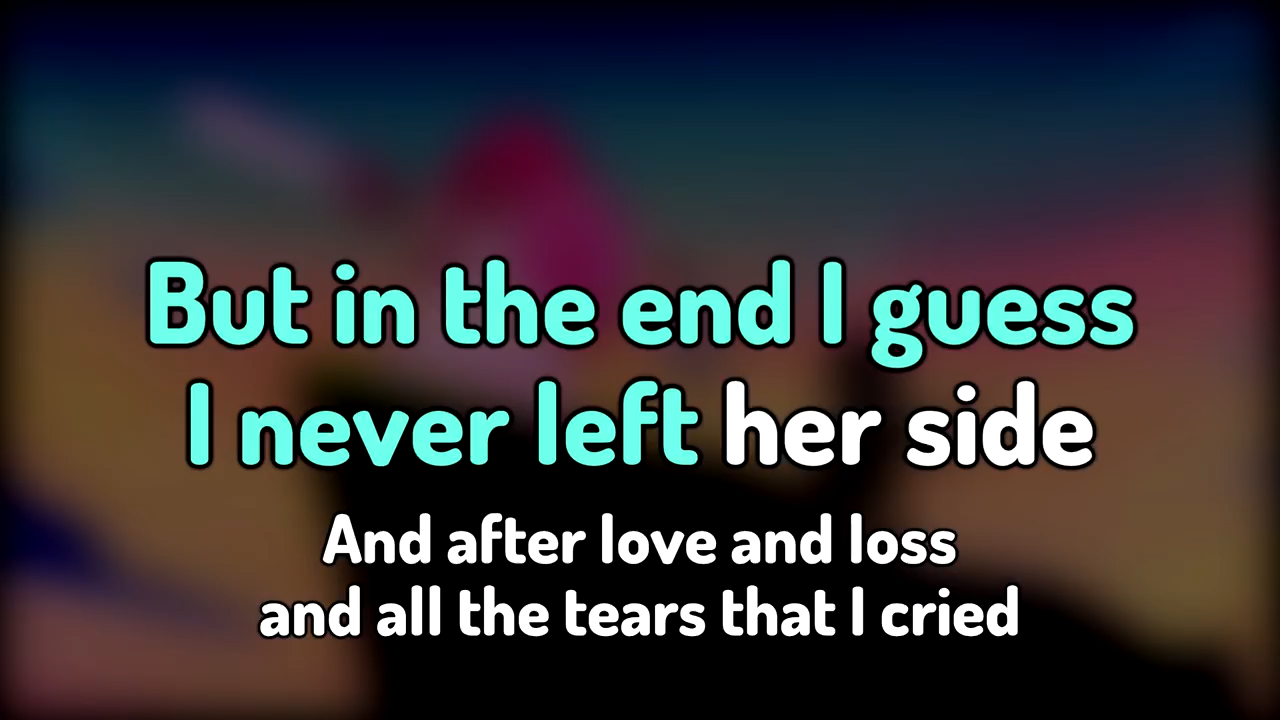 But in the end I guess
I never left her side
And after love and loss
and all the tears that I cried